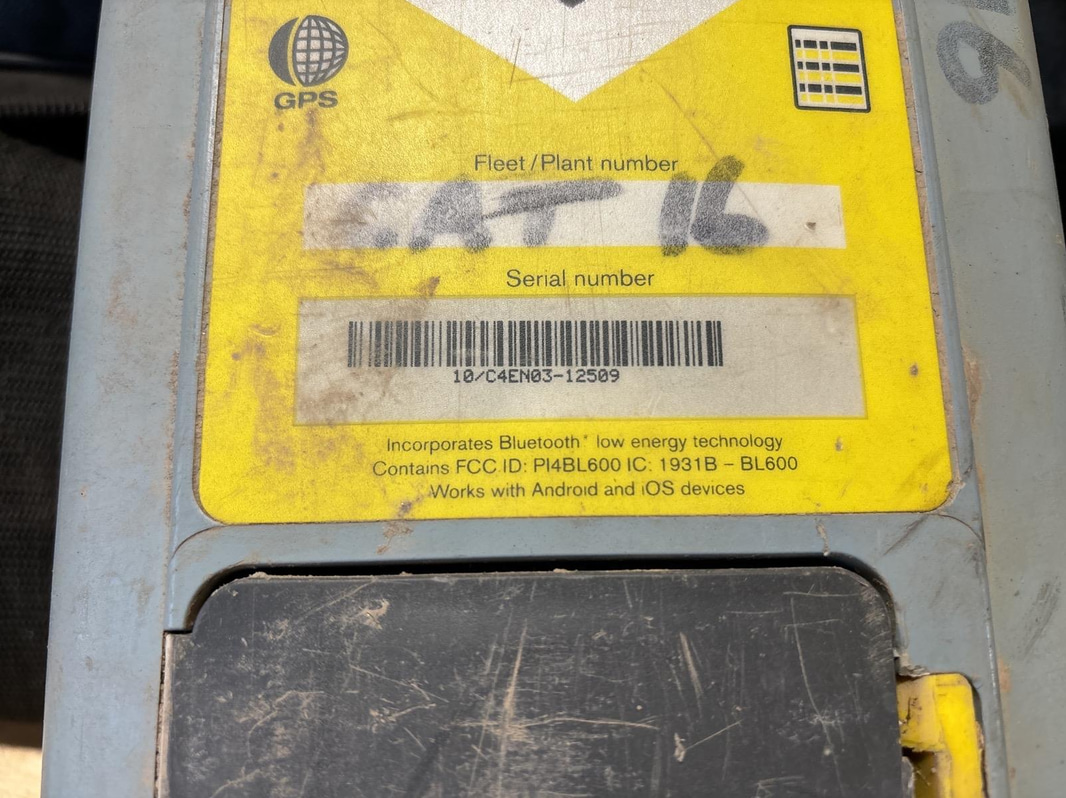 GPS
Fleet/Plant number
CAT 16
Serial number
10/C4EN03-12509
Incorporates Bluetooth® low energy technology
Contains FCC ID: PI4BL600 IC: 1931B – BL600
Works with Android and iOS devices